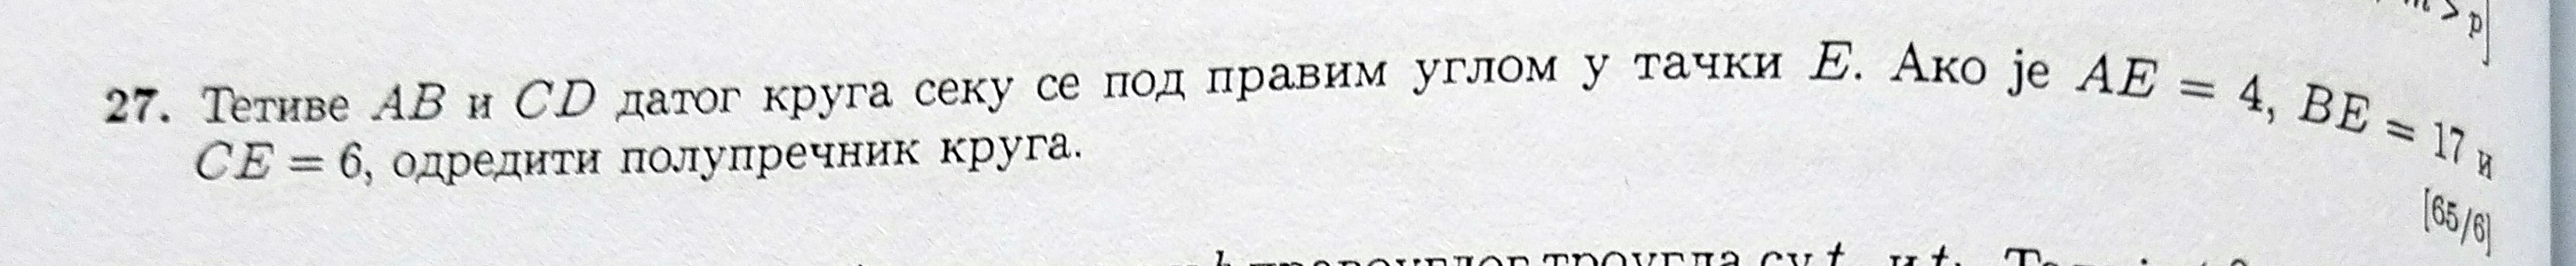 m > p]
27. Тетиве AB и CD датог круга секу се под правим углом у тачки E. Ако је AE = 4, BE = 17 и
CE = 6, одредити полупречник круга.
[65/6]